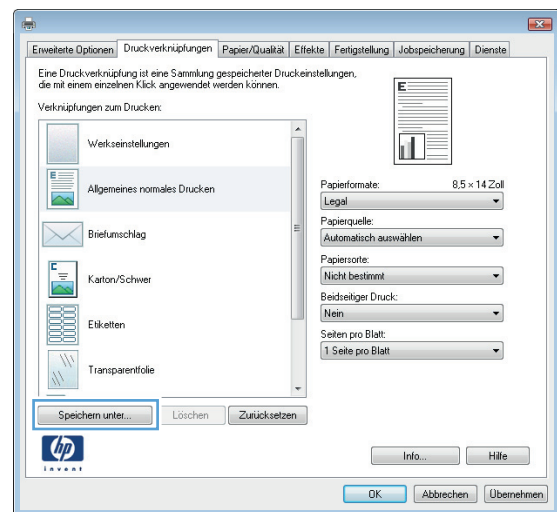 Erweiterte Optionen Druckverknüpfungen Papier/Qualität Effekte Fertigstellung Jobspeicherung Dienste
Eine Druckverknüpfung ist eine Sammlung gespeicherter Druckeinstellungen,
die mit einem einzelnen Klick angewendet werden können.
Verknüpfungen zum Drucken:
Werkseinstellungen
E
Allgemeines normales Drucken
Briefumschlag
Karton/Schwer
Etiketten
Transparentfolie
Speichern unter... Löschen Zurücksetzen
E
Papierformate: 8,5 × 14 Zoll
Legal
Papierquelle:
Automatisch auswählen
Papiersorte:
Nicht bestimmt
Beidseitiger Druck:
Nein
Seiten pro Blatt:
1 Seite pro Blatt
hp
invent
Info... Hilfe
OK Abbrechen Übernehmen